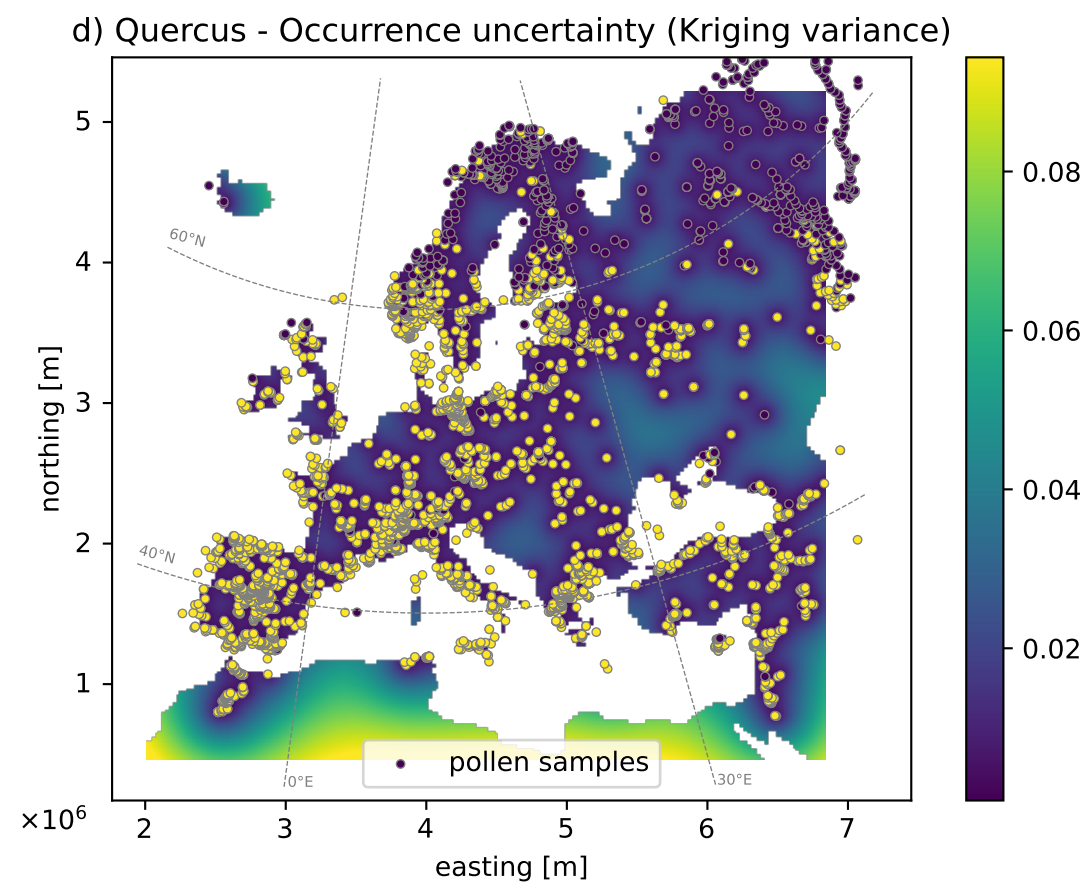 d) Quercus - Occurrence uncertainty (Kriging variance)
5
4
3
2
1
northing [m]
60°N
40°N
0°E
30°E
pollen samples
×10⁶
2 3 4 5 6 7
easting [m]
0.08
0.06
0.04
0.02